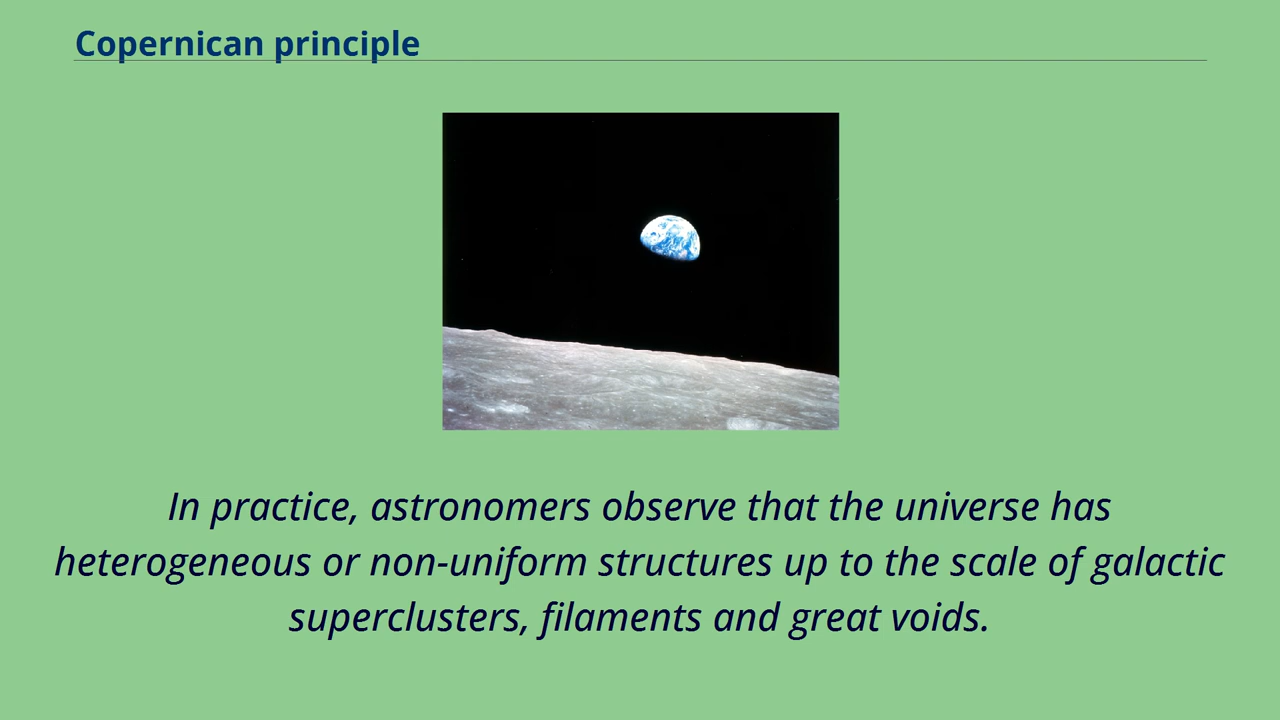 Copernican principle
In practice, astronomers observe that the universe has
heterogeneous or non-uniform structures up to the scale of galactic
superclusters, filaments and great voids.